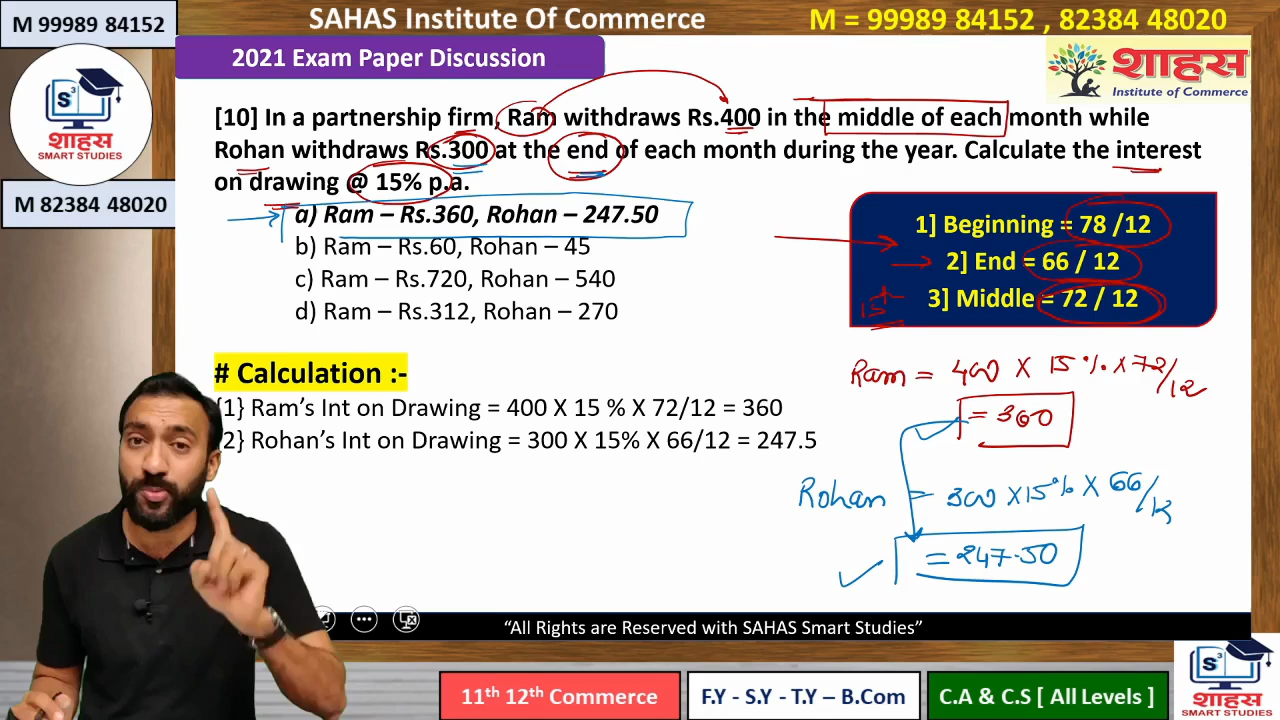 M 99989 84152
SAHAS Institute Of Commerce
M = 99989 84152 , 82384 48020
S³
शाहस
SMART STUDIES
M 82384 48020
2021 Exam Paper Discussion
शाहस
Institute of Commerce
[10] In a partnership firm, Ram withdraws Rs.400 in the middle of each month while
Rohan withdraws Rs.300 at the end of each month during the year. Calculate the interest
on drawing @ 15% p.a.
a) Ram – Rs.360, Rohan – 247.50
b) Ram – Rs.60, Rohan – 45
c) Ram – Rs.720, Rohan – 540
d) Ram – Rs.312, Rohan – 270
1] Beginning = 78 /12
2] End = 66 / 12
3] Middle = 72 / 12
# Calculation :-
{1} Ram's Int on Drawing = 400 X 15 % X 72/12 = 360
2} Rohan's Int on Drawing = 300 X 15% X 66/12 = 247.5
Ram = 400 X 15% X 72/12
= 360
Rohan = 300 X 15% X 66/12
= 247.50
“All Rights are Reserved with SAHAS Smart Studies”
11th 12th Commerce
F.Y - S.Y - T.Y – B.Com
C.A & C.S [ All Levels ]
S³
शाहस
SMART STUDIES